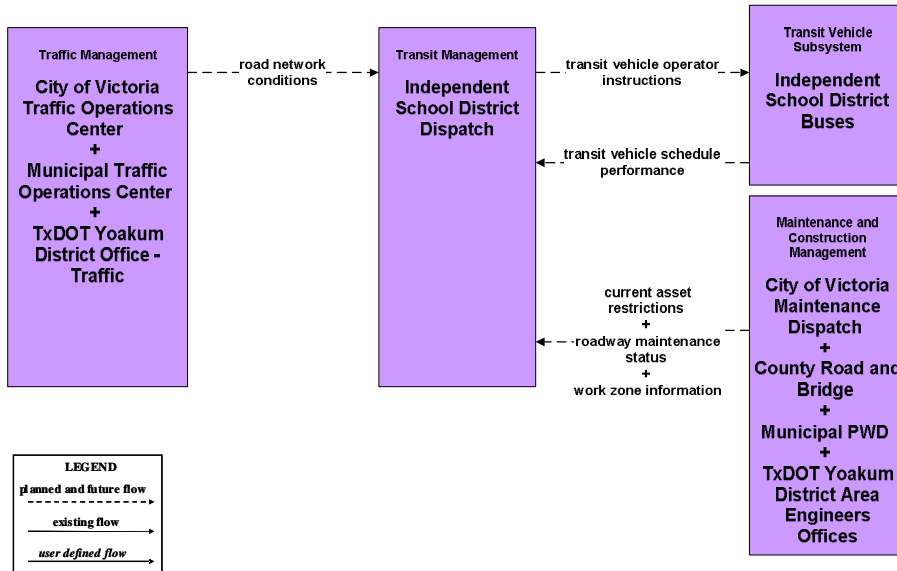 Traffic Management
City of Victoria
Traffic Operations
Center
+
Municipal Traffic
Operations Center
+
TxDOT Yoakum
District Office -
Traffic
road network
conditions
Transit Management
Independent
School District
Dispatch
transit vehicle operator
instructions
transit vehicle schedule
performance
Transit Vehicle
Subsystem
Independent
School District
Buses
current asset
restrictions
+
roadway maintenance
status
+
work zone information
Maintenance and
Construction
Management
City of Victoria
Maintenance
Dispatch
+
County Road and
Bridge
+
Municipal PWD
+
TxDOT Yoakum
District Area
Engineers
Offices
LEGEND
planned and future flow
existing flow
user defined flow